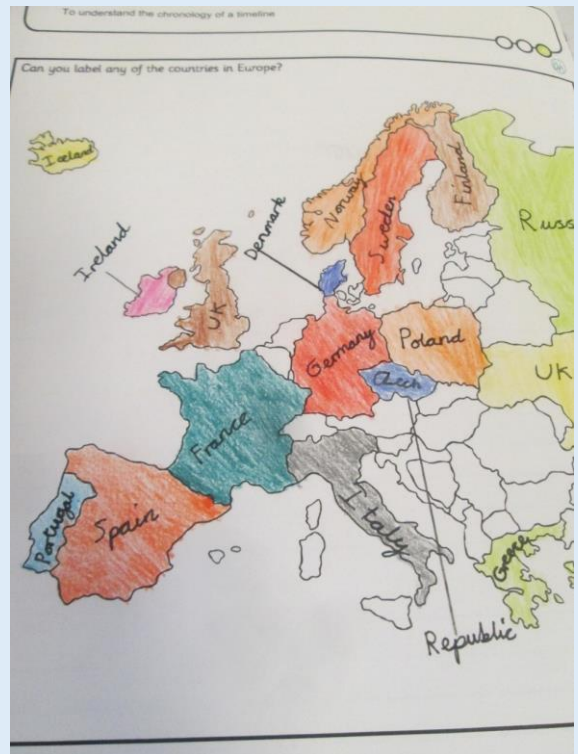 To understand the chronology of a timeline
Can you label any of the countries in Europe?
Iceland
Norway
Sweden
Finland
Russ
Denmark
Ireland
UK
Germany
Poland
UK
Czech
France
Portugal
Spain
Italy
Greece
Republic